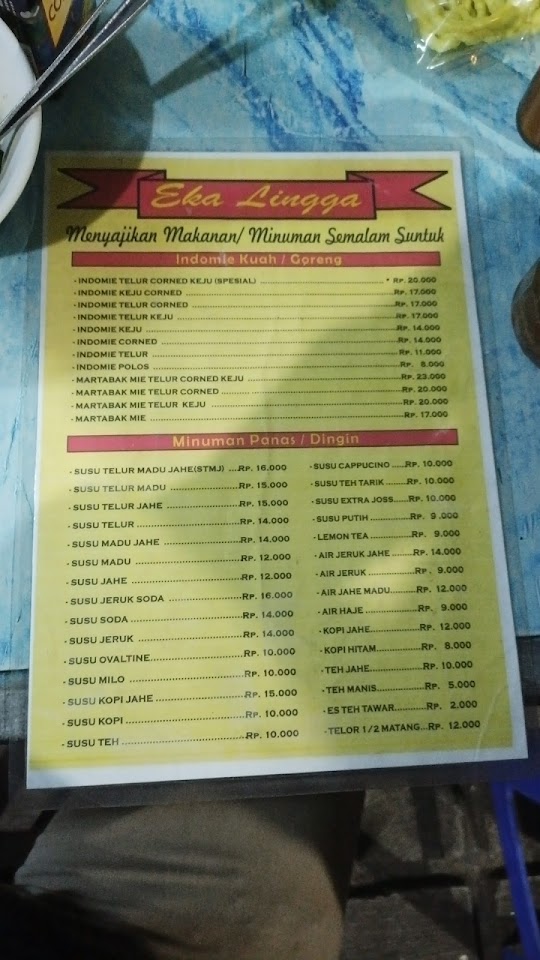 Eka Lingga
Menyajikan Makanan/ Minuman Semalam Suntuk
Indomie Kuah / Goreng
- INDOMIE TELUR CORNED KEJU (SPESIAL) ........ * RP. 20.000
- INDOMIE KEJU CORNED ........ RP. 17.000
- INDOMIE TELUR CORNED ........ RP. 17.000
- INDOMIE TELUR KEJU ........ RP. 17.000
- INDOMIE KEJU ........ RP. 14.000
- INDOMIE CORNED ........ RP. 14.000
- INDOMIE TELUR ........ RP. 11.000
- INDOMIE POLOS ........ RP. 8.000
- MARTABAK MIE TELUR CORNED KEJU ........ RP. 23.000
- MARTABAK MIE TELUR CORNED ........ RP. 20.000
- MARTABAK MIE TELUR KEJU ........ RP. 20.000
- MARTABAK MIE ........ RP. 17.000
Minuman Panas / Dingin
- SUSU TELUR MADU JAHE(STMJ) ...RP. 16.000
- SUSU TELUR MADU ........RP. 15.000
- SUSU TELUR JAHE ........RP. 15.000
- SUSU TELUR ........RP. 14.000
- SUSU MADU JAHE ........RP. 14.000
- SUSU MADU ........RP. 12.000
- SUSU JAHE ........RP. 12.000
- SUSU JERUK SODA ........RP. 16.000
- SUSU SODA ........RP. 14.000
- SUSU JERUK ........RP. 14.000
- SUSU OVALTINE........RP. 10.000
- SUSU MILO ........RP. 10.000
- SUSU KOPI JAHE ........RP. 15.000
- SUSU KOPI ........RP. 10.000
- SUSU TEH ........RP. 10.000
- SUSU CAPPUCINO .....RP. 10.000
- SUSU TEH TARIK ........RP. 10.000
- SUSU EXTRA JOSS......RP. 10.000
- SUSU PUTIH ........RP. 9 .000
- LEMON TEA ........RP. 9.000
- AIR JERUK JAHE ........RP. 14.000
- AIR JERUK ........RP . 9.000
- AIR JAHE MADU........RP. 12.000
- AIR HAJE ........RP. 9.000
- KOPI JAHE........RP. 12.000
- KOPI HITAM........RP. 8.000
- TEH JAHE........RP. 10.000
- TEH MANIS........RP. 5.000
- ES TEH TAWAR........RP. 2.000
- TELOR 1/2 MATANG...RP. 12.000